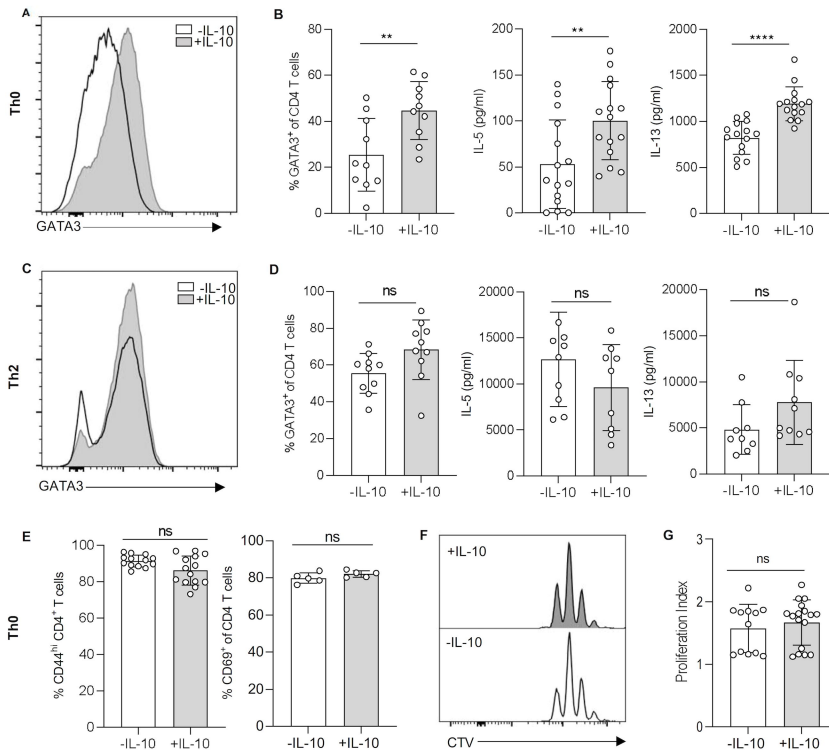 A
-IL-10
+IL-10
Th0
GATA3
B
**
80
60
40
20
0
% GATA3⁺ of CD4 T cells
-IL-10 +IL-10
**
200
150
100
50
0
IL-5 (pg/ml)
-IL-10 +IL-10
****
2000
1500
1000
500
0
IL-13 (pg/ml)
-IL-10 +IL-10
C
-IL-10
+IL-10
Th2
GATA3
D
ns
100
80
60
40
20
0
% GATA3⁺ of CD4 T cells
-IL-10 +IL-10
ns
20000
15000
10000
5000
0
IL-5 (pg/ml)
-IL-10 +IL-10
ns
20000
15000
10000
5000
0
IL-13 (pg/ml)
-IL-10 +IL-10
E
Th0
ns
100
80
60
40
20
0
% CD44ʰⁱ CD4⁺ T cells
-IL-10 +IL-10
ns
100
80
60
40
20
0
% CD69⁺ of CD4 T cells
-IL-10 +IL-10
F
+IL-10
-IL-10
CTV
G
ns
3
2
1
0
Proliferation Index
-IL-10 +IL-10